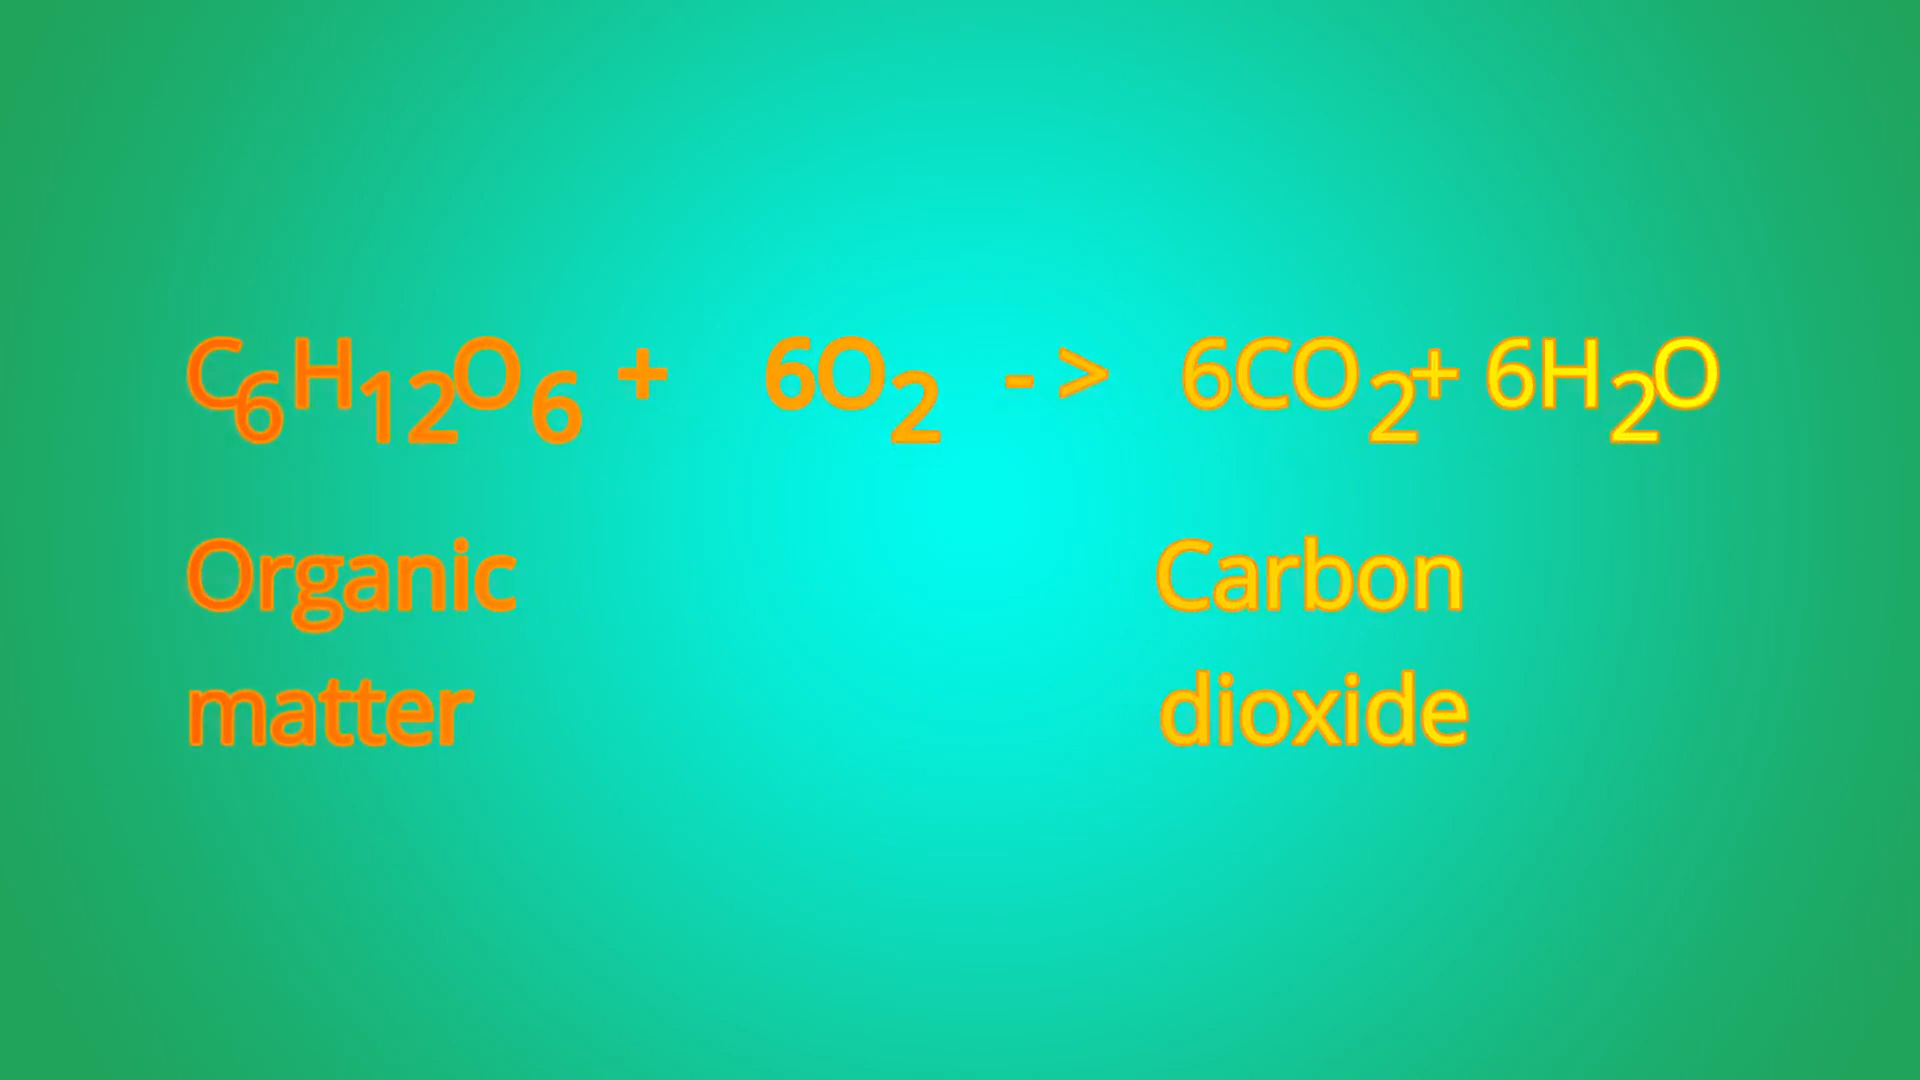 C₆H₁₂O₆ + 6O₂ -> 6CO₂+ 6H₂O
Organic Carbon
matter dioxide